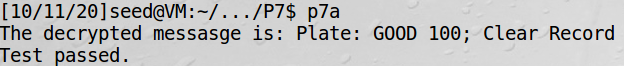 [10/11/20]seed@VM:~/.../P7$ p7a
The decrypted messasge is: Plate: GOOD 100; Clear Record
Test passed.